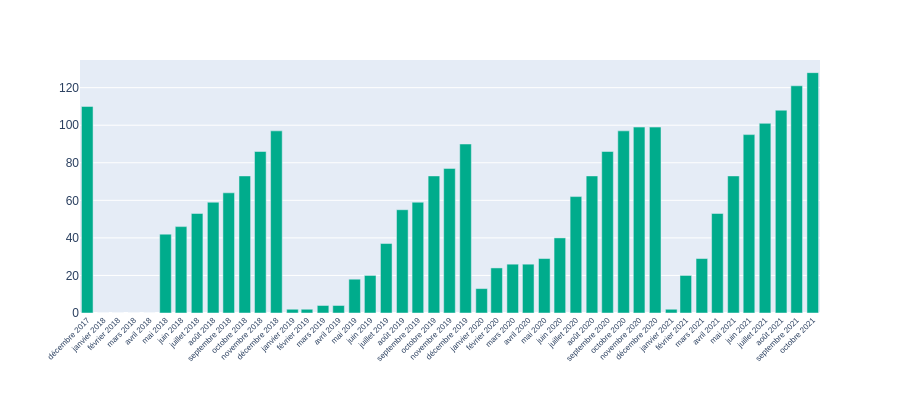 120
100
80
60
40
20
0
décembre 2017
janvier 2018
février 2018
mars 2018
avril 2018
mai 2018
juin 2018
juillet 2018
août 2018
septembre 2018
octobre 2018
novembre 2018
décembre 2018
janvier 2019
février 2019
mars 2019
avril 2019
mai 2019
juin 2019
juillet 2019
août 2019
septembre 2019
octobre 2019
novembre 2019
décembre 2019
janvier 2020
février 2020
mars 2020
avril 2020
mai 2020
juin 2020
juillet 2020
août 2020
septembre 2020
octobre 2020
novembre 2020
décembre 2020
janvier 2021
février 2021
mars 2021
avril 2021
mai 2021
juin 2021
juillet 2021
août 2021
septembre 2021
octobre 2021